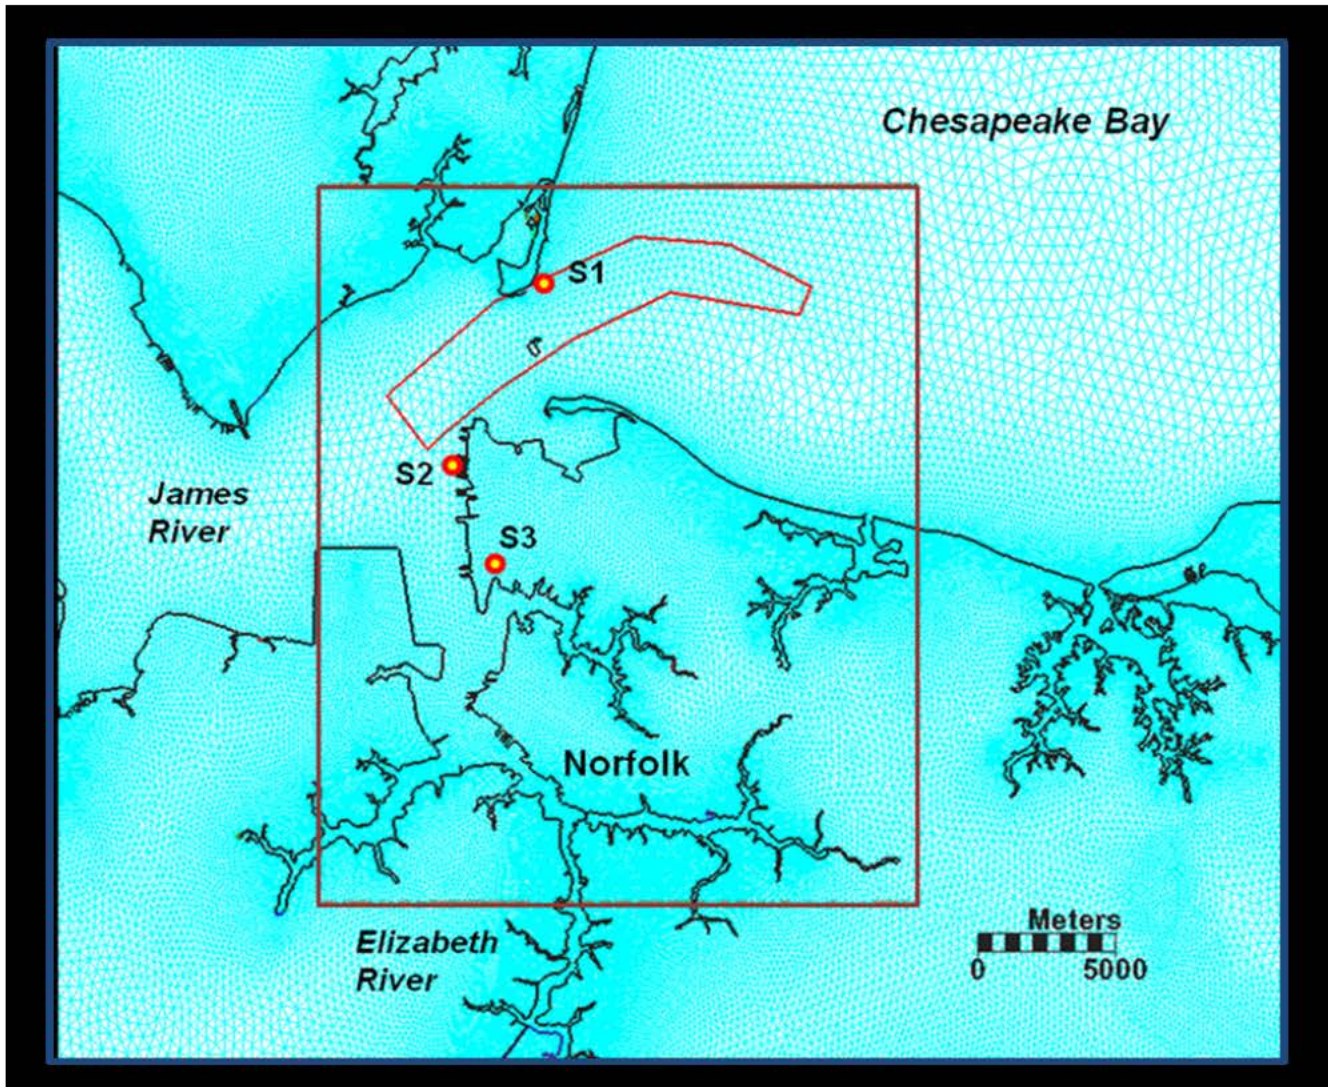 Chesapeake Bay
S1
S2
James
River
S3
Norfolk
Elizabeth
River
Meters
0 5000